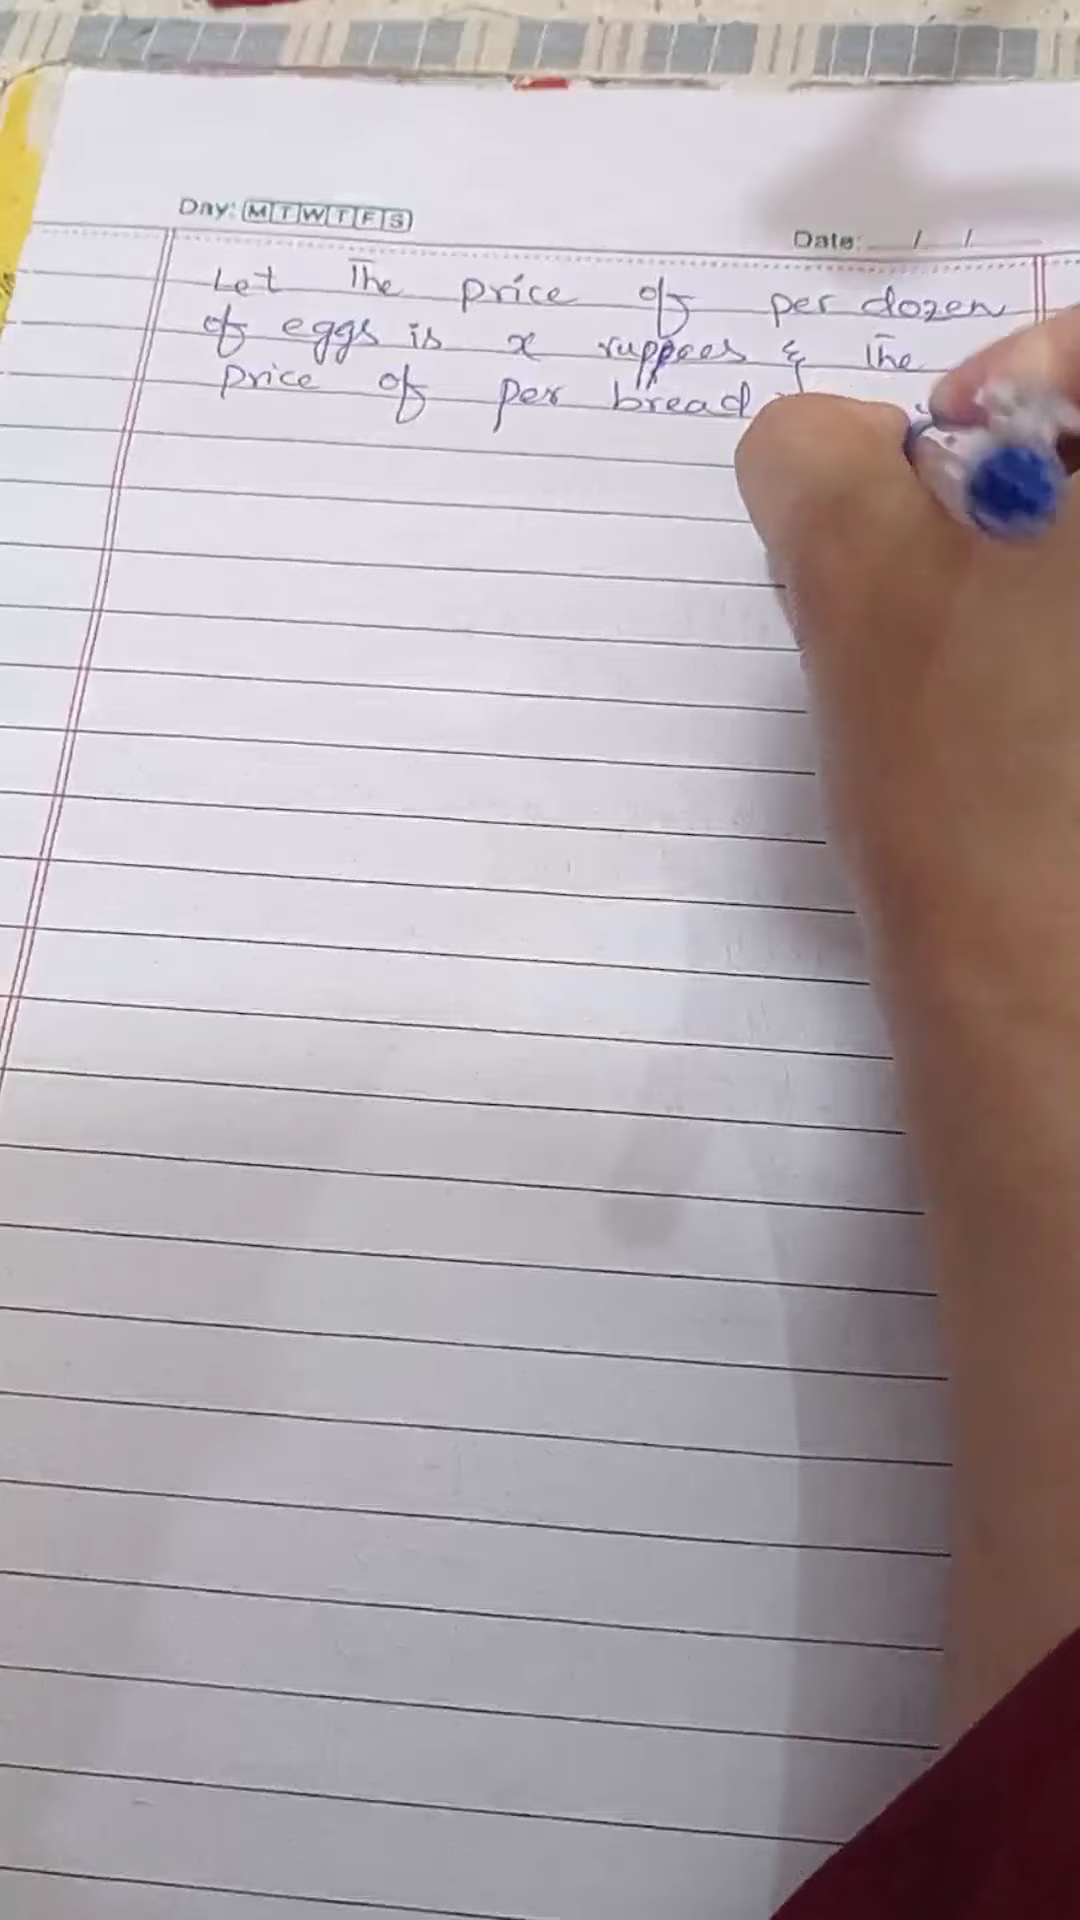 Day: M T W T F S
Date: / /
Let The price of per dozen
of eggs is x ruppees & The
price of per bread